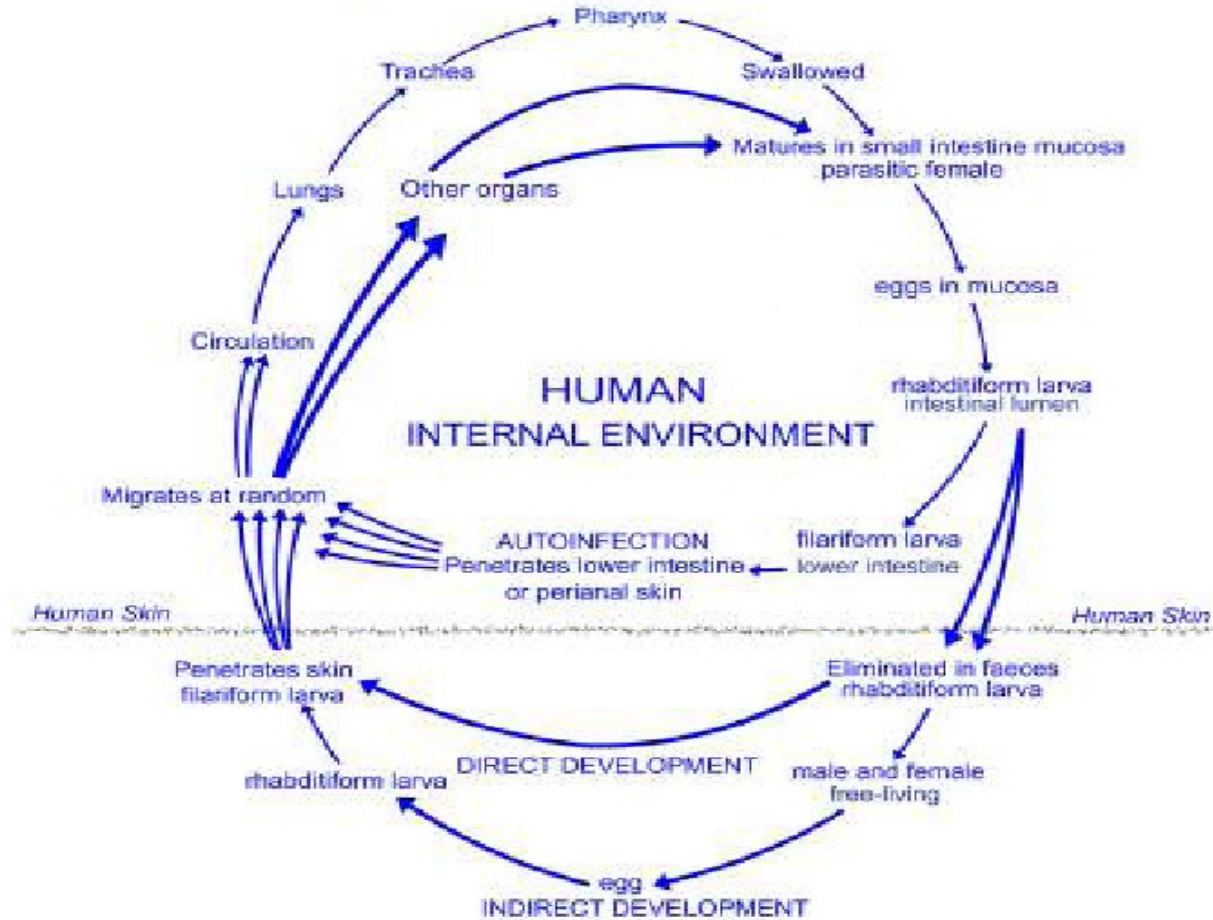 Pharynx
Trachea
Swallowed
Matures in small intestine mucosa
parasitic female
Lungs
Other organs
eggs in mucosa
Circulation
rhabditiform larva
intestinal lumen
HUMAN
INTERNAL ENVIRONMENT
Migrates at random
AUTOINFECTION
Penetrates lower intestine
or perianal skin
filariform larva
lower intestine
Human Skin
Human Skin
Penetrates skin
filariform larva
Eliminated in faeces
rhabditiform larva
DIRECT DEVELOPMENT
rhabditiform larva
male and female
free-living
egg
INDIRECT DEVELOPMENT